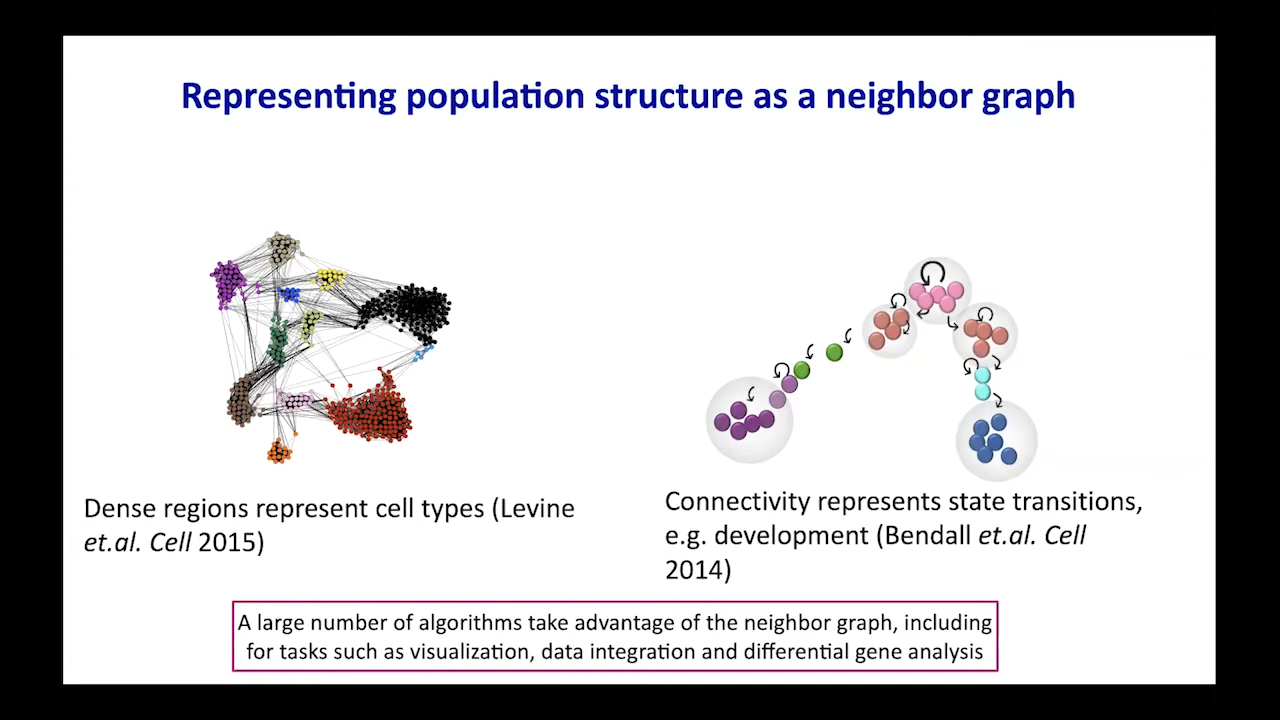 Representing population structure as a neighbor graph
Dense regions represent cell types (Levine
et.al. Cell 2015)
Connectivity represents state transitions,
e.g. development (Bendall et.al. Cell
2014)
A large number of algorithms take advantage of the neighbor graph, including
for tasks such as visualization, data integration and differential gene analysis